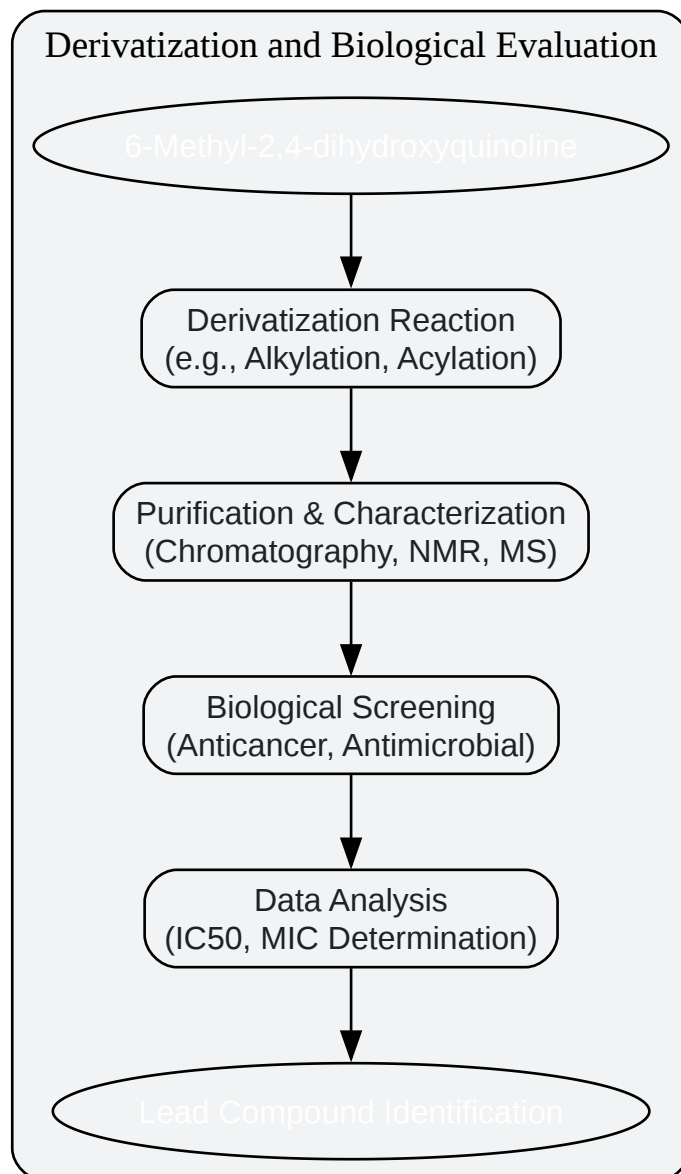 Derivatization and Biological Evaluation
6-Methyl-2,4-dihydroxyquinoline
Derivatization Reaction
(e.g., Alkylation, Acylation)
Purification & Characterization
(Chromatography, NMR, MS)
Biological Screening
(Anticancer, Antimicrobial)
Data Analysis
(IC50, MIC Determination)
Lead Compound Identification